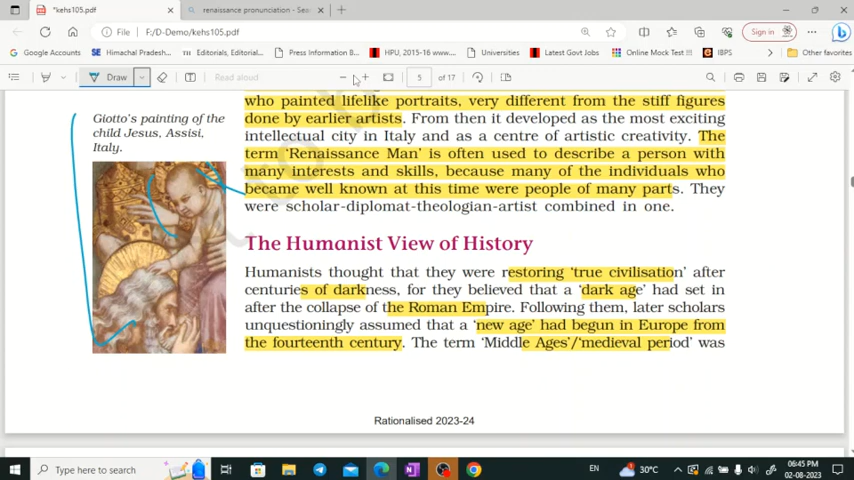 *kehs105.pdf
renaissance pronunciation - Sea
F:/D-Demo/kehs105.pdf
Sign in
Google
Himachal Pradesh...
Editorials, Editorial...
Press Information B...
HPU, 2015-16 www....
Universities
Latest Govt Jobs
Online Mock Test !!!
IBPS
Other favorites
Draw
Read aloud
5
of 17
Giotto's painting of the
child Jesus, Assisi,
Italy.
who painted lifelike portraits, very different from the stiff figures
done by earlier artists. From then it developed as the most exciting
intellectual city in Italy and as a centre of artistic creativity. The
term ‘Renaissance Man’ is often used to describe a person with
many interests and skills, because many of the individuals who
became well known at this time were people of many parts. They
were scholar-diplomat-theologian-artist combined in one.
The Humanist View of History
Humanists thought that they were restoring ‘true civilisation’ after
centuries of darkness, for they believed that a ‘dark age’ had set in
after the collapse of the Roman Empire. Following them, later scholars
unquestioningly assumed that a ‘new age’ had begun in Europe from
the fourteenth century. The term ‘Middle Ages’/‘medieval period’ was
Rationalised 2023-24
Type here to search
EN
30°C
06:45 PM
02-08-2023